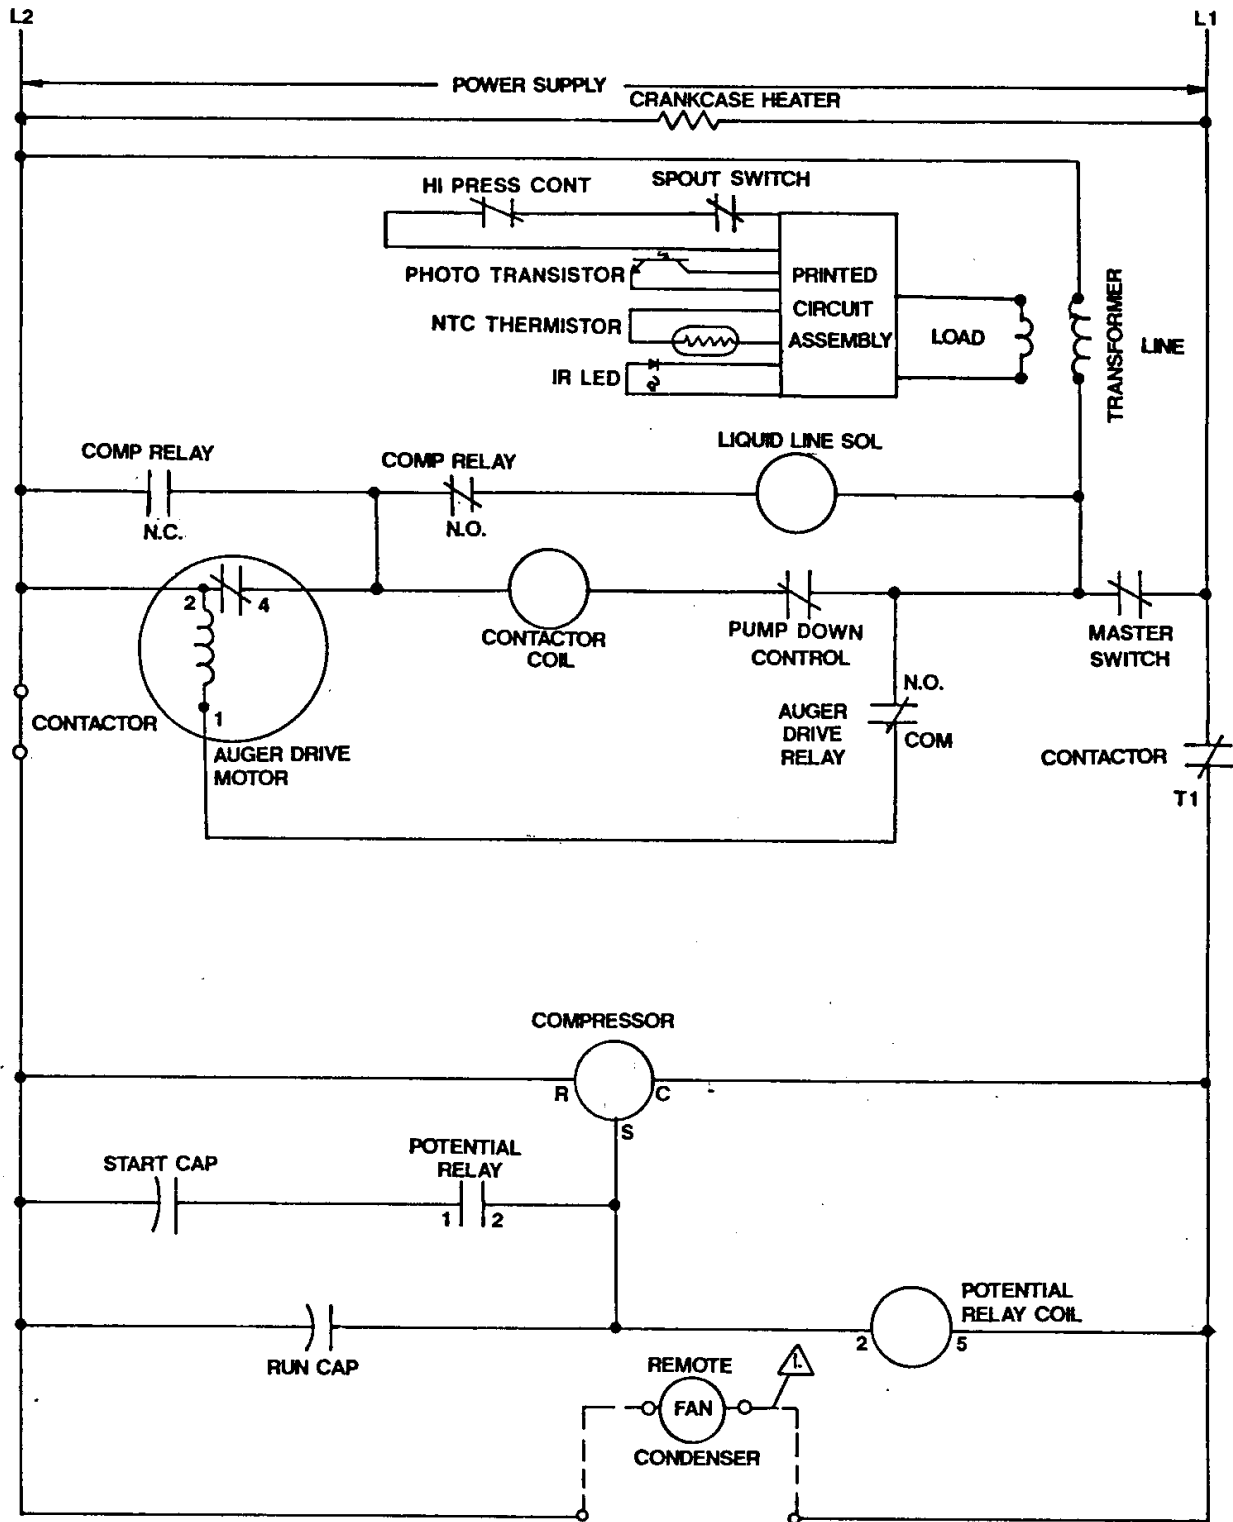 L2
L1
POWER SUPPLY
CRANKCASE HEATER
HI PRESS CONT
SPOUT SWITCH
PHOTO TRANSISTOR
PRINTED
CIRCUIT
ASSEMBLY
NTC THERMISTOR
IR LED
LOAD
TRANSFORMER
LINE
COMP RELAY
N.C.
COMP RELAY
N.O.
LIQUID LINE SOL
2
4
1
CONTACTOR
COIL
PUMP DOWN
CONTROL
MASTER
SWITCH
CONTACTOR
AUGER DRIVE
MOTOR
N.O.
AUGER
DRIVE
RELAY
COM
CONTACTOR
T1
COMPRESSOR
R
C
S
START CAP
POTENTIAL
RELAY
1
2
RUN CAP
POTENTIAL
RELAY COIL
2
5
1.
REMOTE
FAN
CONDENSER